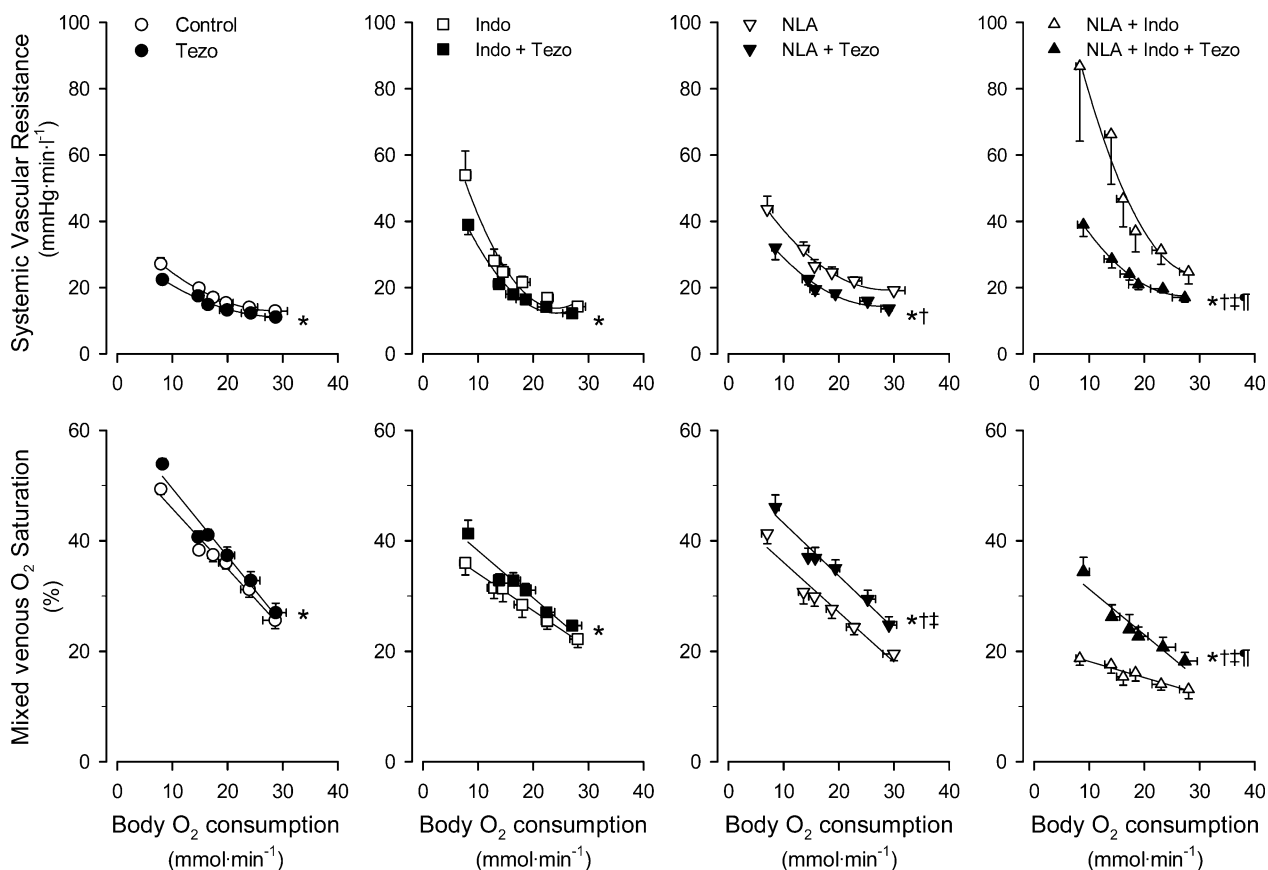 Systemic Vascular Resistance
(mmHg·min·l⁻¹)
100
80
60
40
20
0
0 10 20 30 40
Control
Tezo
*
100
80
60
40
20
0
0 10 20 30 40
Indo
Indo + Tezo
*
100
80
60
40
20
0
0 10 20 30 40
NLA
NLA + Tezo
*†
100
80
60
40
20
0
0 10 20 30 40
NLA + Indo
NLA + Indo + Tezo
*†‡¶
Mixed venous O₂ Saturation
(%)
60
40
20
0
0 10 20 30 40
*
Body O₂ consumption
(mmol·min⁻¹)
60
40
20
0
0 10 20 30 40
*
Body O₂ consumption
(mmol·min⁻¹)
60
40
20
0
0 10 20 30 40
*†‡
Body O₂ consumption
(mmol·min⁻¹)
60
40
20
0
0 10 20 30 40
*†‡¶
Body O₂ consumption
(mmol·min⁻¹)